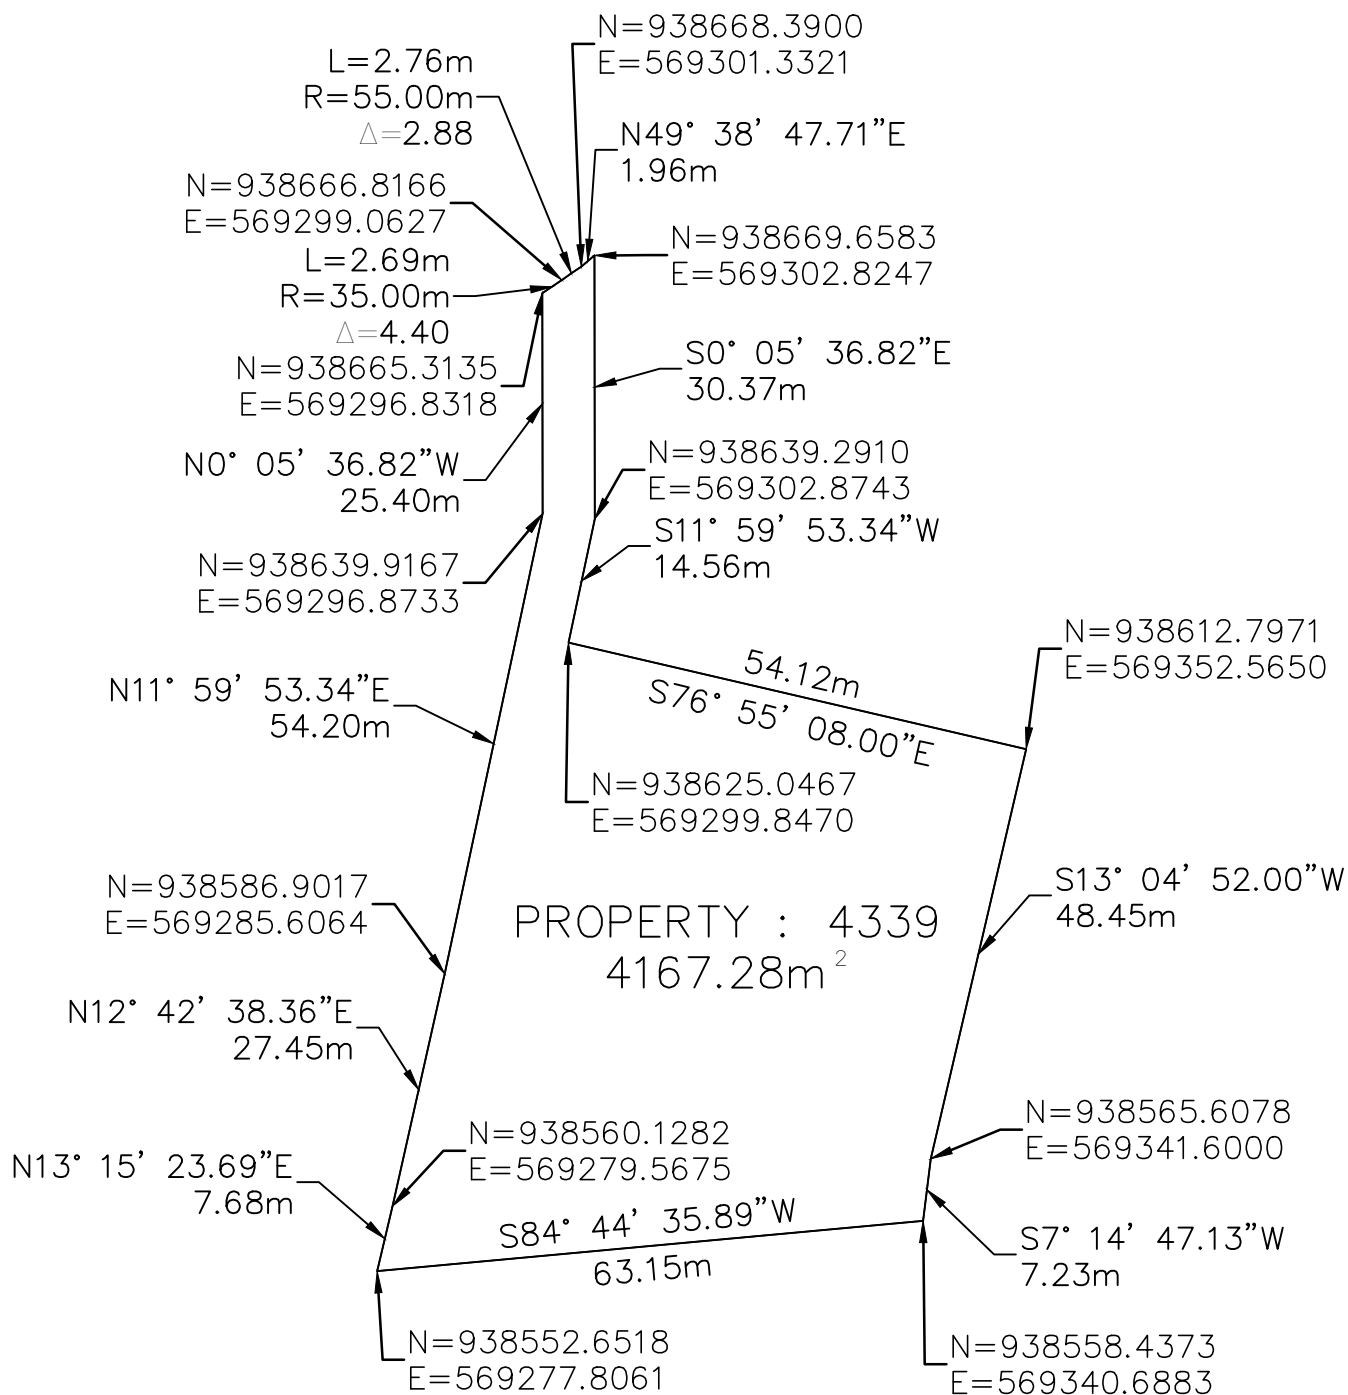 N=938668.3900
E=569301.3321
L=2.76m
R=55.00m
Δ=2.88
N49° 38’ 47.71”E
1.96m
N=938666.8166
E=569299.0627
N=938669.6583
E=569302.8247
L=2.69m
R=35.00m
Δ=4.40
S0° 05’ 36.82”E
30.37m
N=938665.3135
E=569296.8318
N0° 05’ 36.82”W
25.40m
N=938639.2910
E=569302.8743
S11° 59’ 53.34”W
14.56m
N=938639.9167
E=569296.8733
N=938612.7971
E=569352.5650
54.12m
S76° 55’ 08.00”E
N11° 59’ 53.34”E
54.20m
N=938625.0467
E=569299.8470
N=938586.9017
E=569285.6064
PROPERTY : 4339
4167.28m²
S13° 04’ 52.00”W
48.45m
N12° 42’ 38.36”E
27.45m
N=938565.6078
E=569341.6000
N=938560.1282
E=569279.5675
N13° 15’ 23.69”E
7.68m
S84° 44’ 35.89”W
63.15m
S7° 14’ 47.13”W
7.23m
N=938552.6518
E=569277.8061
N=938558.4373
E=569340.6883